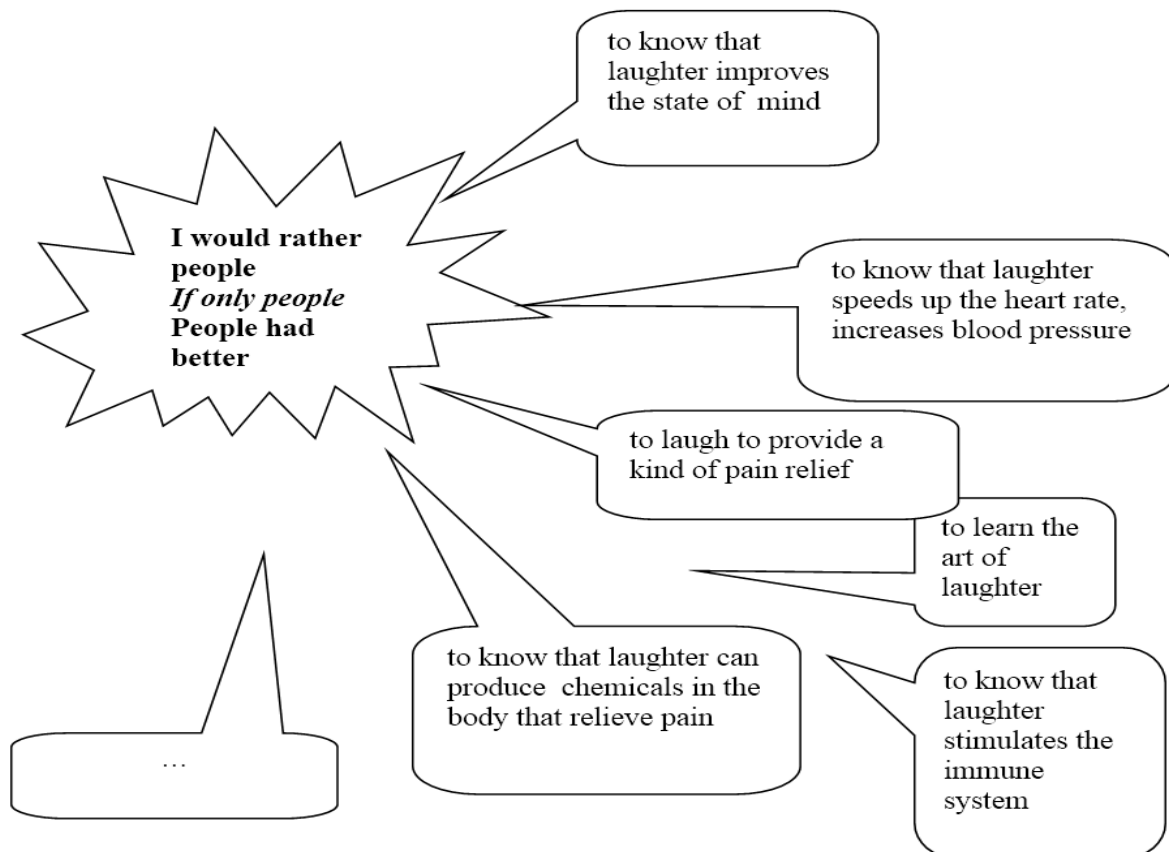 to know that
laughter improves
the state of mind
I would rather
people
If only people
People had
better
to know that laughter
speeds up the heart rate,
increases blood pressure
to laugh to provide a
kind of pain relief
to learn the
art of
laughter
to know that laughter can
produce chemicals in the
body that relieve pain
to know that
laughter
stimulates the
immune
system
...